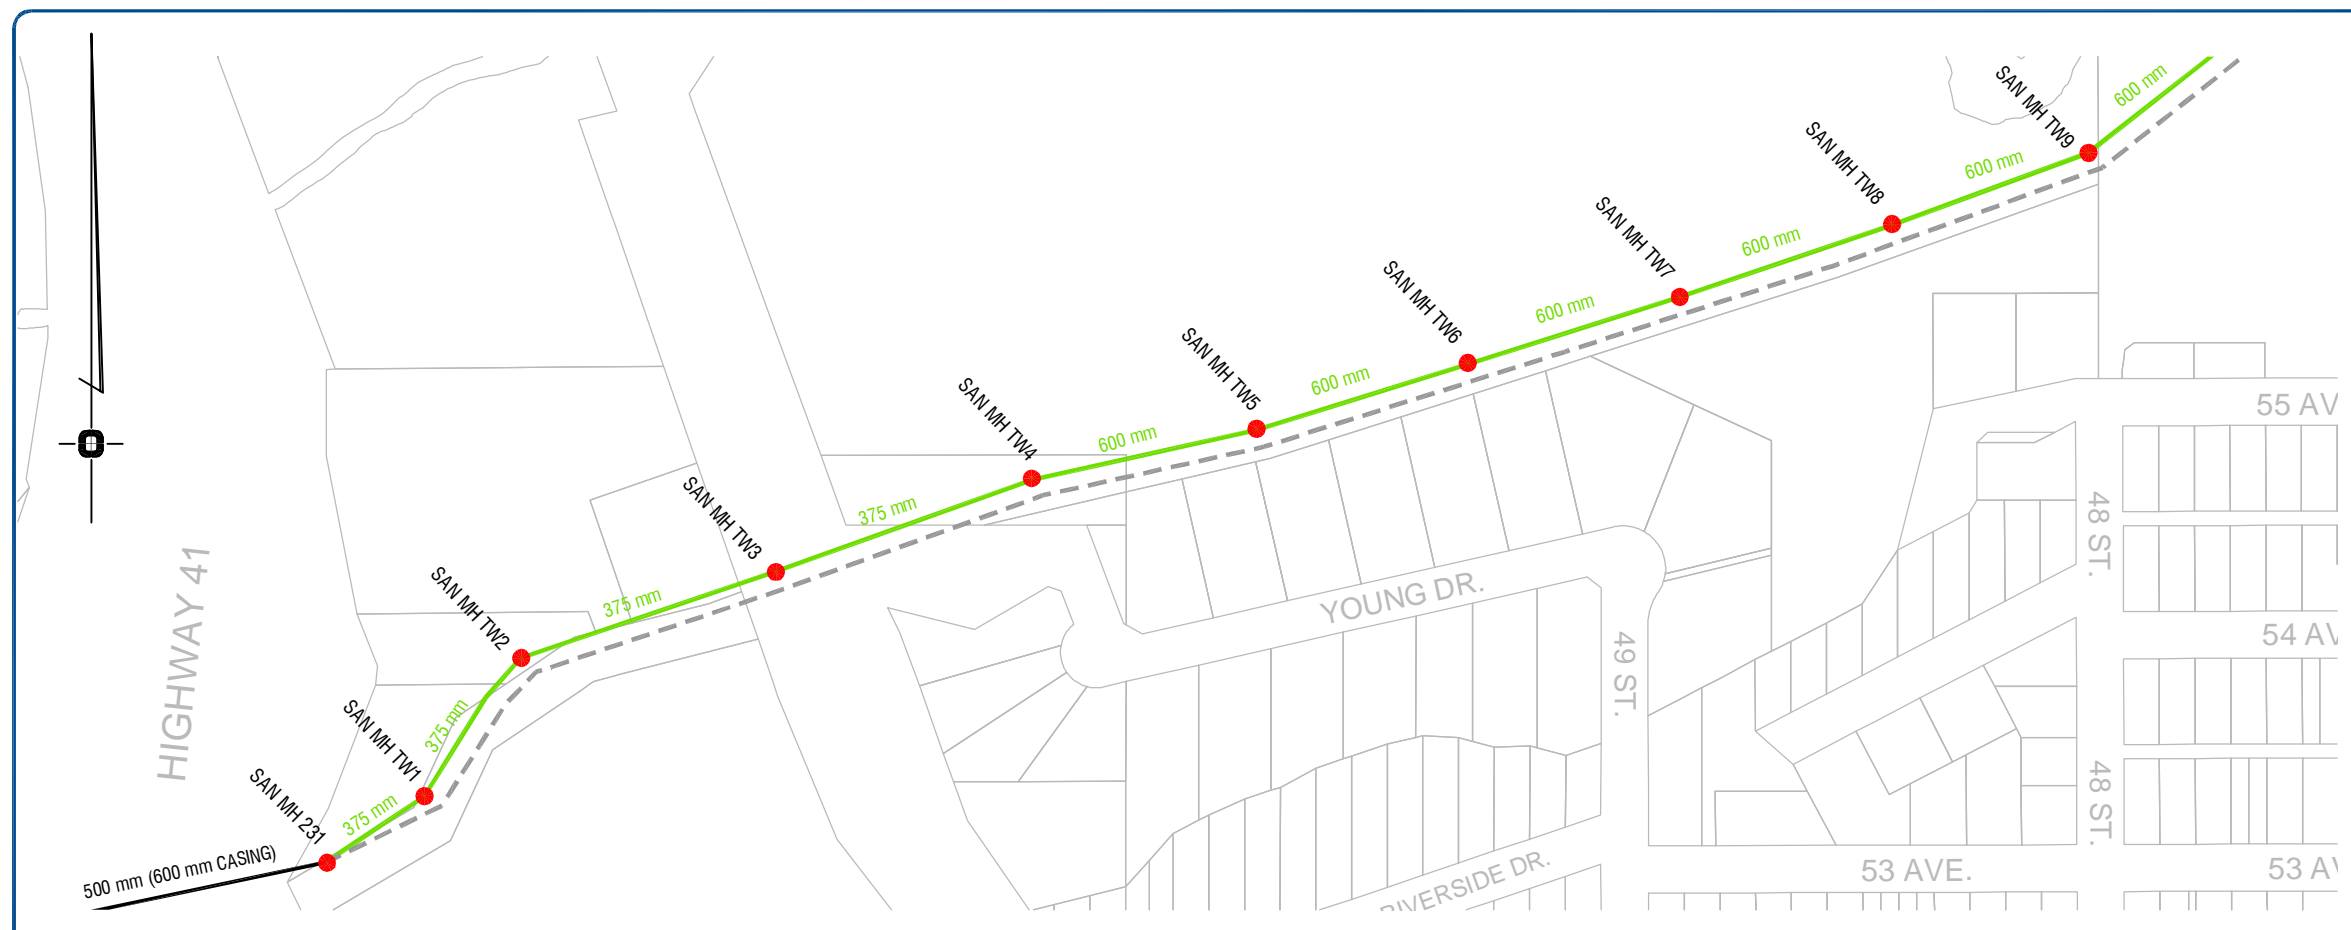 SAN MH TW9
600 mm
SAN MH TW8
600 mm
SAN MH TW7
600 mm
SAN MH TW6
600 mm
SAN MH TW5
600 mm
SAN MH TW4
600 mm
SAN MH TW3
375 mm
SAN MH TW2
375 mm
SAN MH TW1
375 mm
SAN MH 231
375 mm
500 mm (600 mm CASING)
HIGHWAY 41
YOUNG DR.
49 ST.
48 ST.
48 ST.
55 AV
54 AV
53 AVE.
53 AV
RIVERSIDE DR.